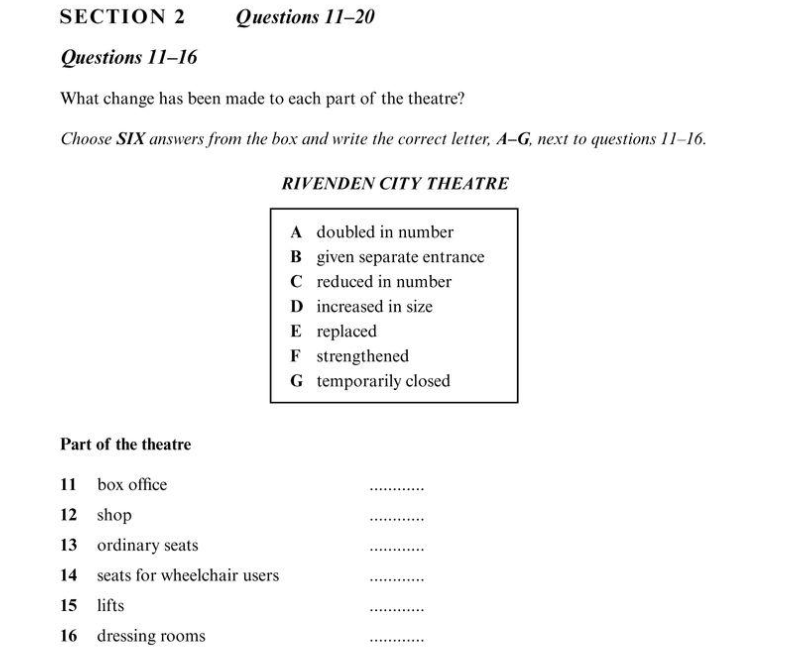 SECTION 2 Questions 11–20
Questions 11–16
What change has been made to each part of the theatre?
Choose SIX answers from the box and write the correct letter, A–G, next to questions 11–16.
RIVENDEN CITY THEATRE
A doubled in number
B given separate entrance
C reduced in number
D increased in size
E replaced
F strengthened
G temporarily closed
Part of the theatre
11 box office ............
12 shop ............
13 ordinary seats ............
14 seats for wheelchair users ............
15 lifts ............
16 dressing rooms ............